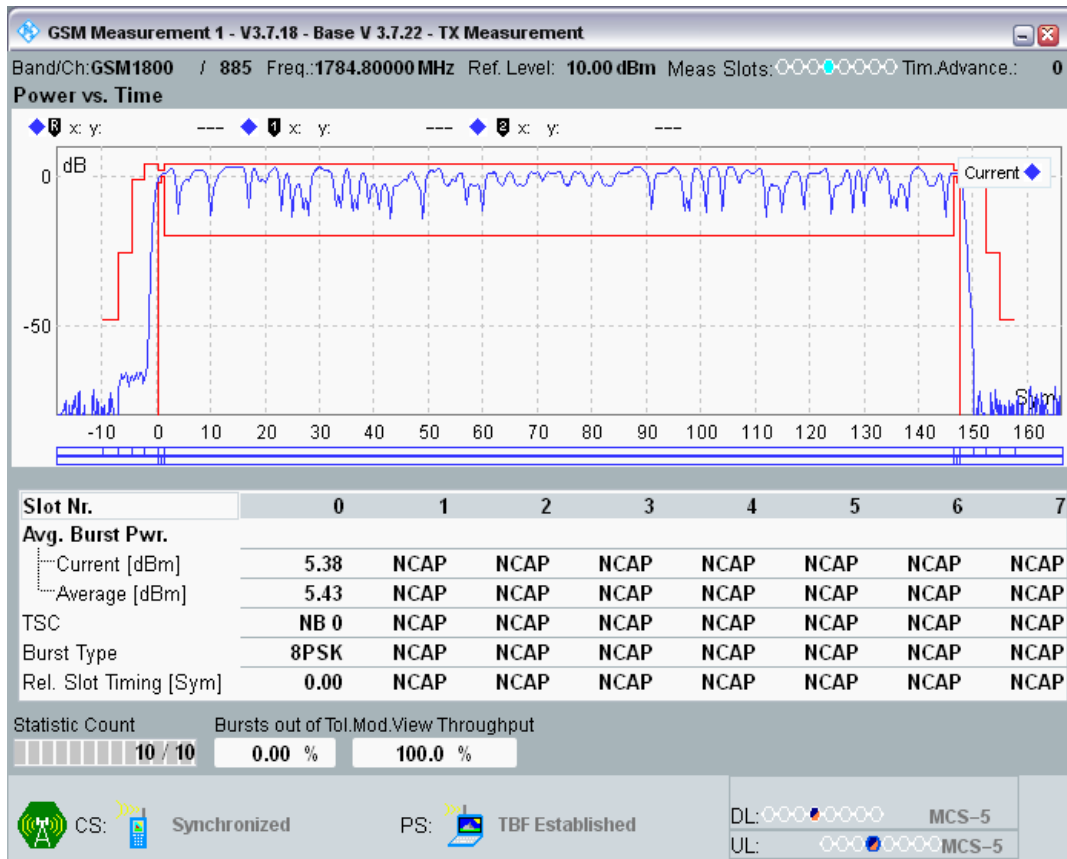 GSM Measurement 1 - V3.7.18 - Base V 3.7.22 - TX Measurement
Band/Ch:GSM1800 / 885 Freq.:1784.80000 MHz Ref. Level: 10.00 dBm Meas Slots: Tim.Advance.: 0
Power vs. Time
R x: y: --- 1 x: y: --- 2 x: y: ---
dB
Current
0
-50
Sym
-10 0 10 20 30 40 50 60 70 80 90 100 110 120 130 140 150 160
Slot Nr. 0 1 2 3 4 5 6 7
Avg. Burst Pwr.
Current [dBm] 5.38 NCAP NCAP NCAP NCAP NCAP NCAP NCAP
Average [dBm] 5.43 NCAP NCAP NCAP NCAP NCAP NCAP NCAP
TSC NB 0 NCAP NCAP NCAP NCAP NCAP NCAP NCAP
Burst Type 8PSK NCAP NCAP NCAP NCAP NCAP NCAP NCAP
Rel. Slot Timing [Sym] 0.00 NCAP NCAP NCAP NCAP NCAP NCAP NCAP
Statistic Count Bursts out of Tol.Mod.View Throughput
10 / 10 0.00 % 100.0 %
CS: Synchronized PS: TBF Established DL: MCS-5
UL: MCS-5